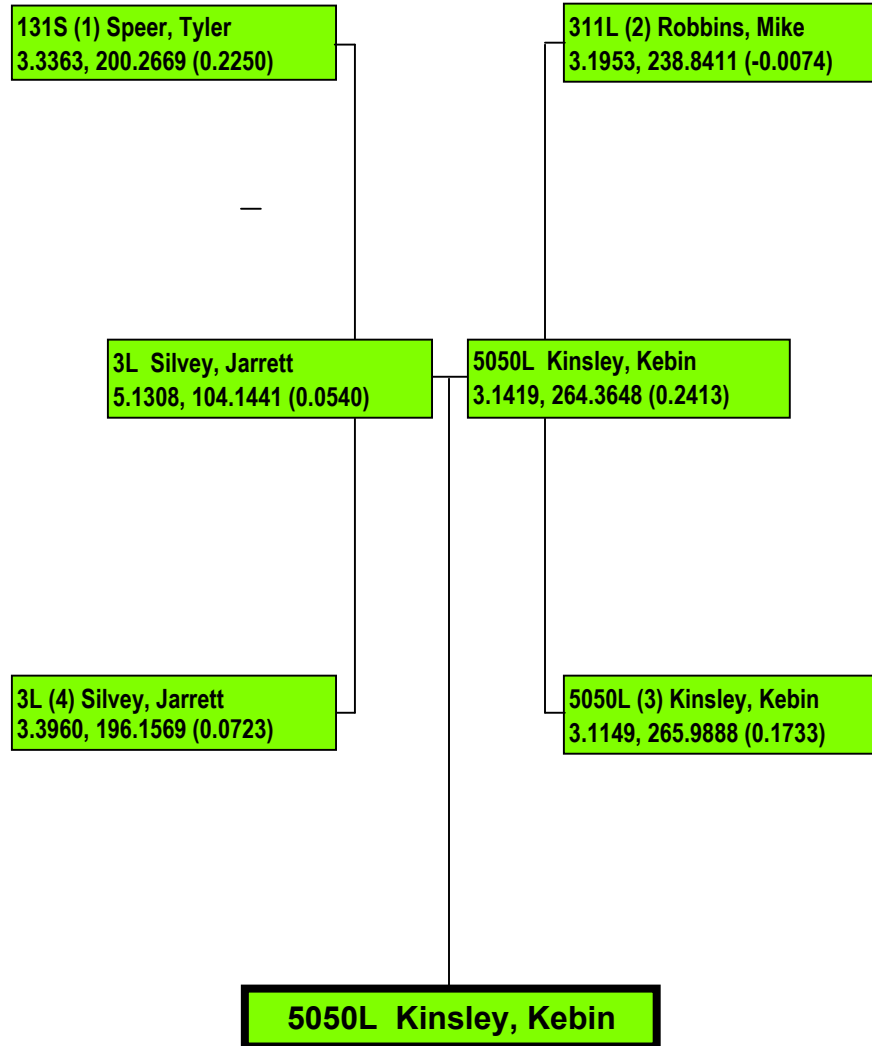 131S (1) Speer, Tyler
3.3363, 200.2669 (0.2250)
311L (2) Robbins, Mike
3.1953, 238.8411 (-0.0074)
3L Silvey, Jarrett
5.1308, 104.1441 (0.0540)
5050L Kinsley, Kebin
3.1419, 264.3648 (0.2413)
3L (4) Silvey, Jarrett
3.3960, 196.1569 (0.0723)
5050L (3) Kinsley, Kebin
3.1149, 265.9888 (0.1733)
5050L Kinsley, Kebin